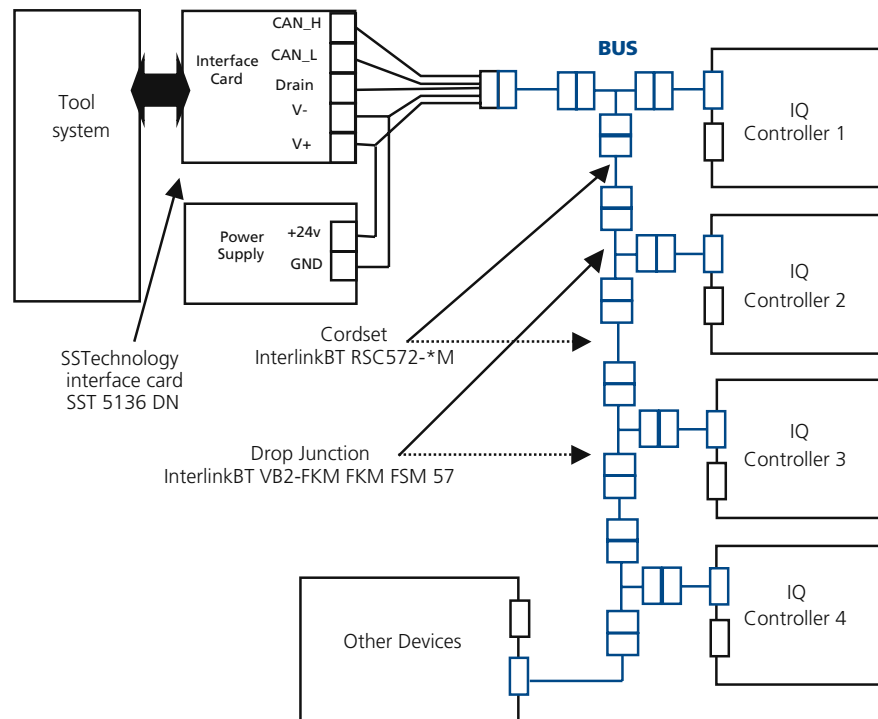 Tool
system
Interface
Card
CAN_H
CAN_L
Drain
V-
V+
BUS
IQ
Controller 1
Power
Supply
+24v
GND
IQ
Controller 2
SSTechnology
interface card
SST 5136 DN
Cordset
InterlinkBT RSC572-*M
IQ
Controller 3
Drop Junction
InterlinkBT VB2-FKM FKM FSM 57
IQ
Controller 4
Other Devices